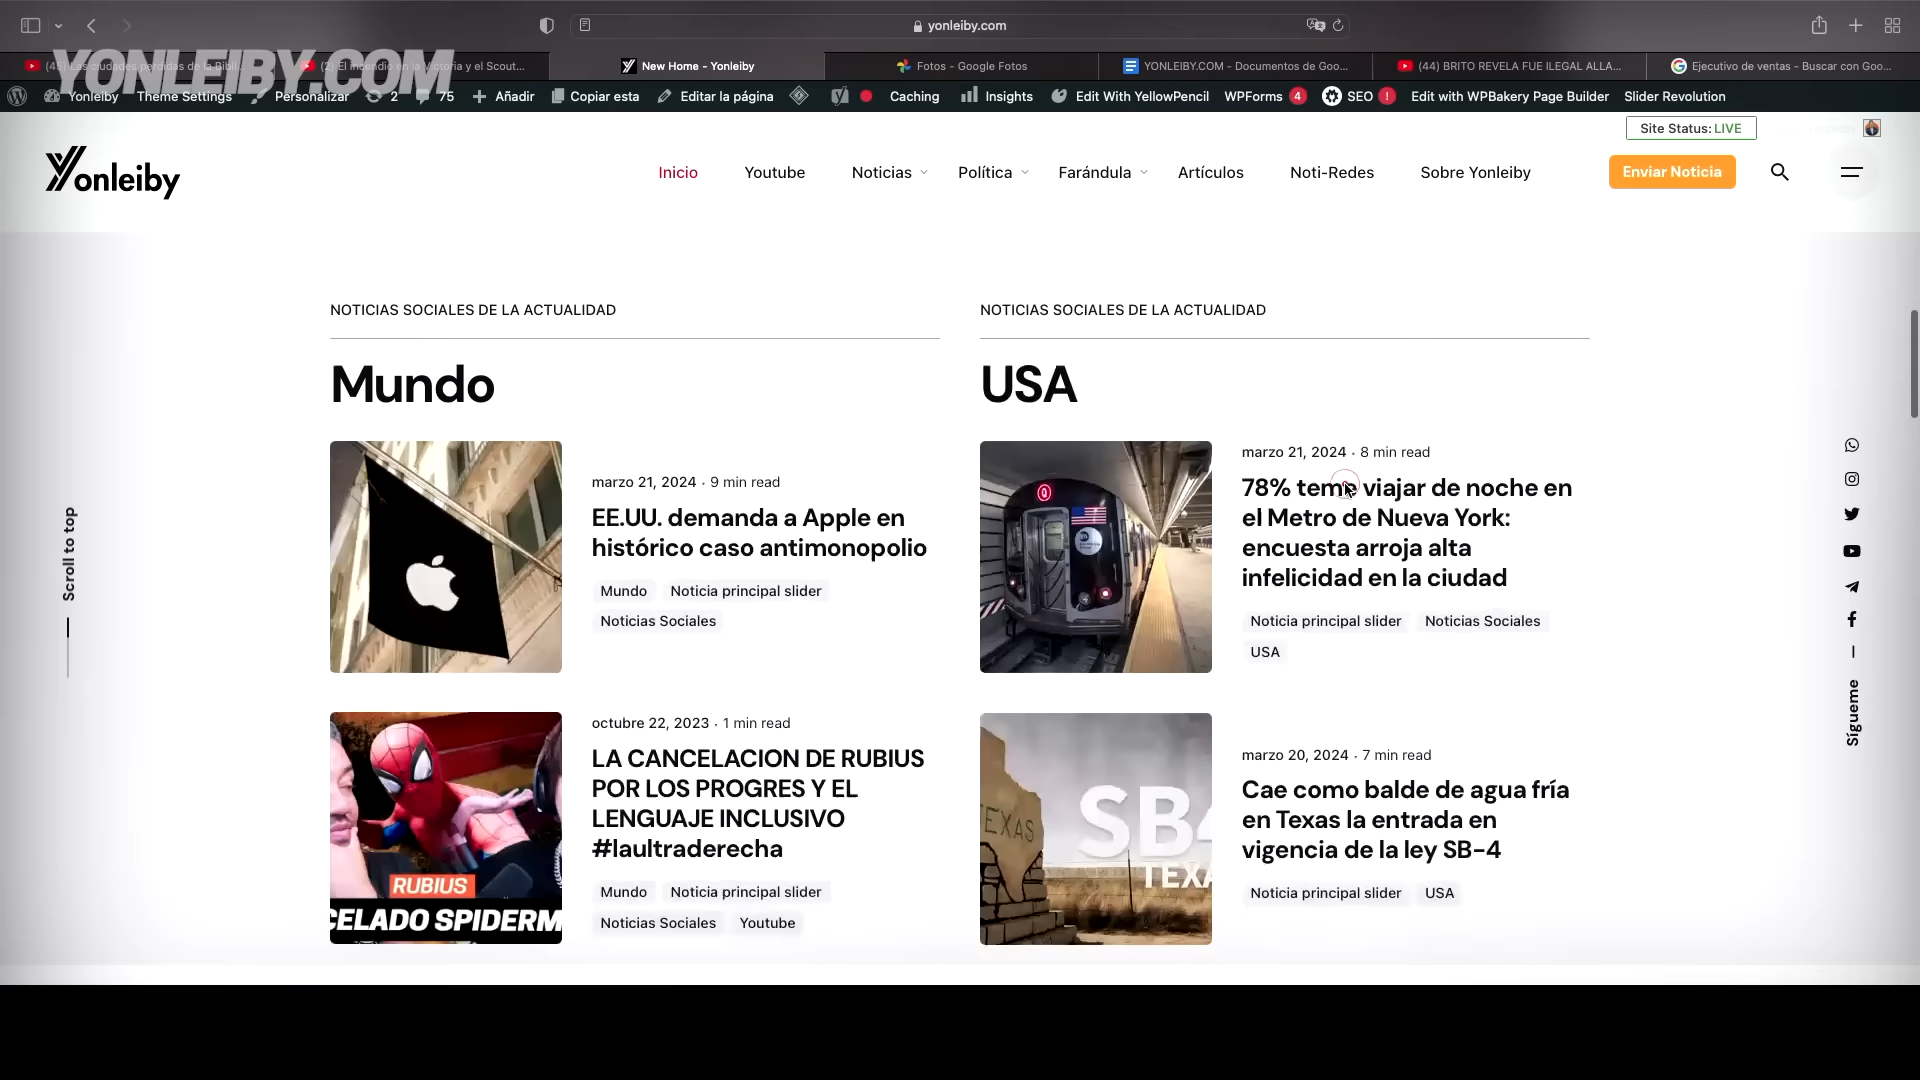 yonleiby.com
YONLEIBY.COM
New Home - Yonleiby
Fotos - Google Fotos
YONLEIBY.COM - Documentos de Goo...
(44) BRITO REVELA FUE ILEGAL ALLA...
Ejecutivo de ventas - Buscar con Goo...
Yonleiby
Theme Settings
Personalizar
2
75
Añadir
Copiar esta
Editar la página
Caching
Insights
Edit With YellowPencil
WPForms 4
SEO !
Edit with WPBakery Page Builder
Slider Revolution
Site Status: LIVE
Yonleiby
Inicio
Youtube
Noticias
Política
Farándula
Artículos
Noti-Redes
Sobre Yonleiby
Enviar Noticia
NOTICIAS SOCIALES DE LA ACTUALIDAD
Mundo
marzo 21, 2024 · 9 min read
EE.UU. demanda a Apple en
histórico caso antimonopolio
Mundo
Noticia principal slider
Noticias Sociales
RUBIUS
CELADO SPIDERM
octubre 22, 2023 · 1 min read
LA CANCELACION DE RUBIUS
POR LOS PROGRES Y EL
LENGUAJE INCLUSIVO
#laultraderecha
Mundo
Noticia principal slider
Noticias Sociales
Youtube
NOTICIAS SOCIALES DE LA ACTUALIDAD
USA
marzo 21, 2024 · 8 min read
78% teme viajar de noche en
el Metro de Nueva York:
encuesta arroja alta
infelicidad en la ciudad
Noticia principal slider
Noticias Sociales
USA
TEXAS
SB4
TEXA
marzo 20, 2024 · 7 min read
Cae como balde de agua fría
en Texas la entrada en
vigencia de la ley SB-4
Noticia principal slider
USA
Scroll to top
Sígueme